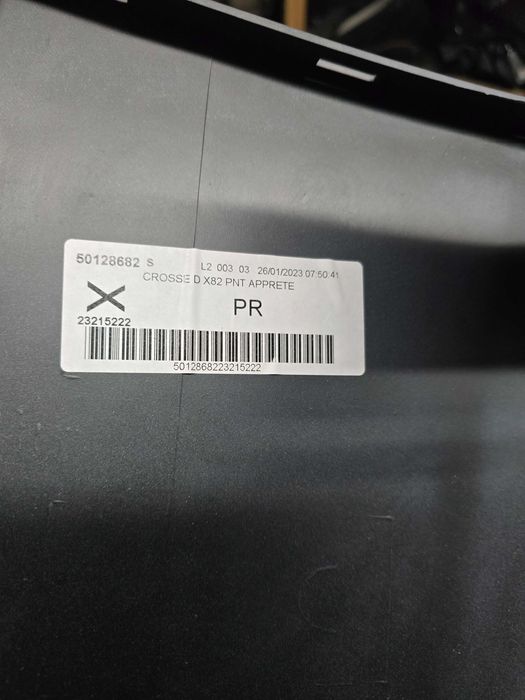 50128682 S L2 003 03 26/01/2023 07:50:41
CROSSE D X82 PNT APPRETE
PR
23215222
5012868223215222